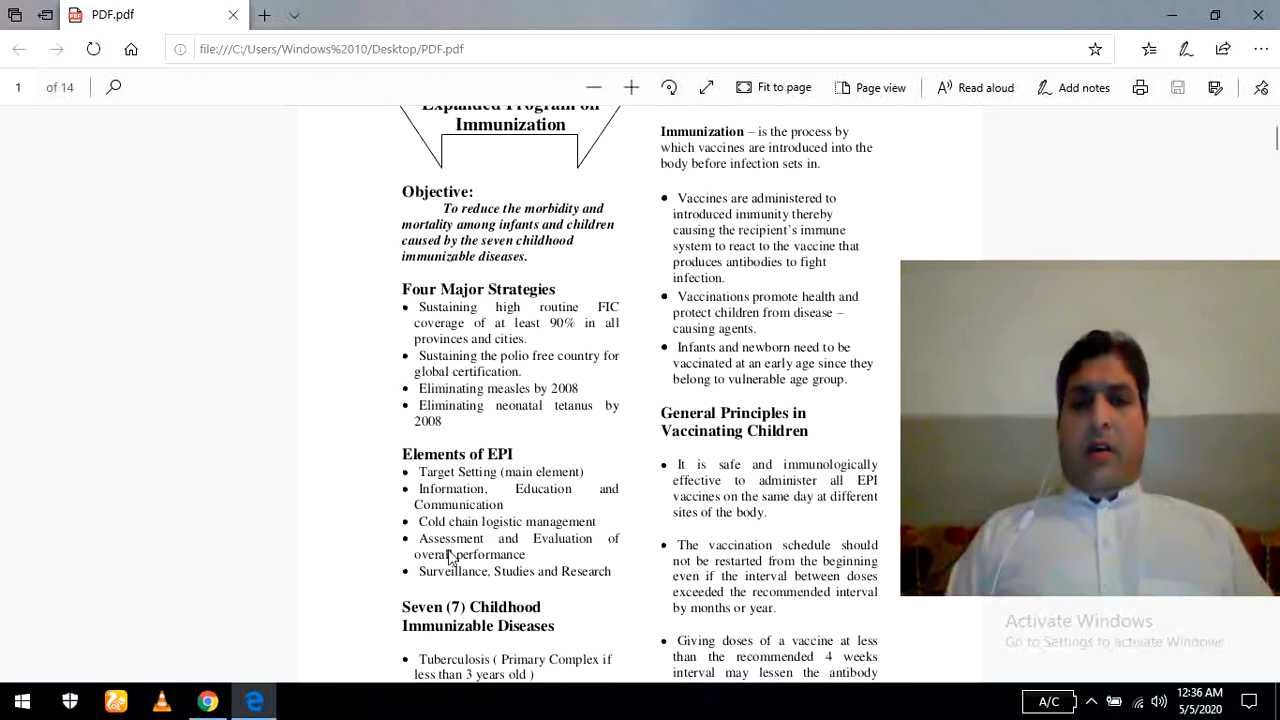 PDF.pdf
file:///C:/Users/Windows%2010/Desktop/PDF.pdf
1 of 14
Fit to page
Page view
Read aloud
Add notes
Expanded Program on
Immunization
Objective:
To reduce the morbidity and
mortality among infants and children
caused by the seven childhood
immunizable diseases.
Four Major Strategies
• Sustaining high routine FIC
coverage of at least 90% in all
provinces and cities.
• Sustaining the polio free country for
global certification.
• Eliminating measles by 2008
• Eliminating neonatal tetanus by
2008
Elements of EPI
• Target Setting (main element)
• Information, Education and
Communication
• Cold chain logistic management
• Assessment and Evaluation of
overall performance
• Surveillance, Studies and Research
Seven (7) Childhood
Immunizable Diseases
• Tuberculosis ( Primary Complex if
less than 3 years old )
Immunization – is the process by
which vaccines are introduced into the
body before infection sets in.
• Vaccines are administered to
introduced immunity thereby
causing the recipient's immune
system to react to the vaccine that
produces antibodies to fight
infection.
• Vaccinations promote health and
protect children from disease –
causing agents.
• Infants and newborn need to be
vaccinated at an early age since they
belong to vulnerable age group.
General Principles in
Vaccinating Children
• It is safe and immunologically
effective to administer all EPI
vaccines on the same day at different
sites of the body.
• The vaccination schedule should
not be restarted from the beginning
even if the interval between doses
exceeded the recommended interval
by months or year.
• Giving doses of a vaccine at less
than the recommended 4 weeks
interval may lessen the antibody
Activate Windows
Go to Settings to activate Windows
A/C
12:36 AM
5/5/2020